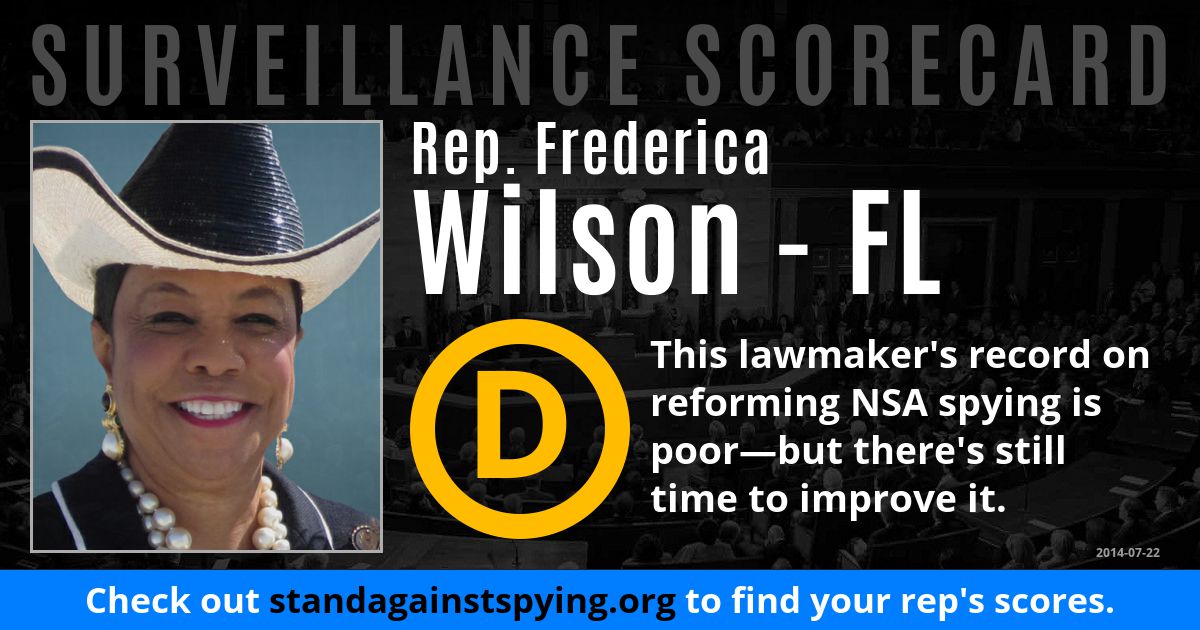 SURVEILLANCE SCORECARD
Rep. Frederica
Wilson - FL
D
This lawmaker's record on
reforming NSA spying is
poor—but there's still
time to improve it.
2014-07-22
Check out standagainstspying.org to find your rep's scores.